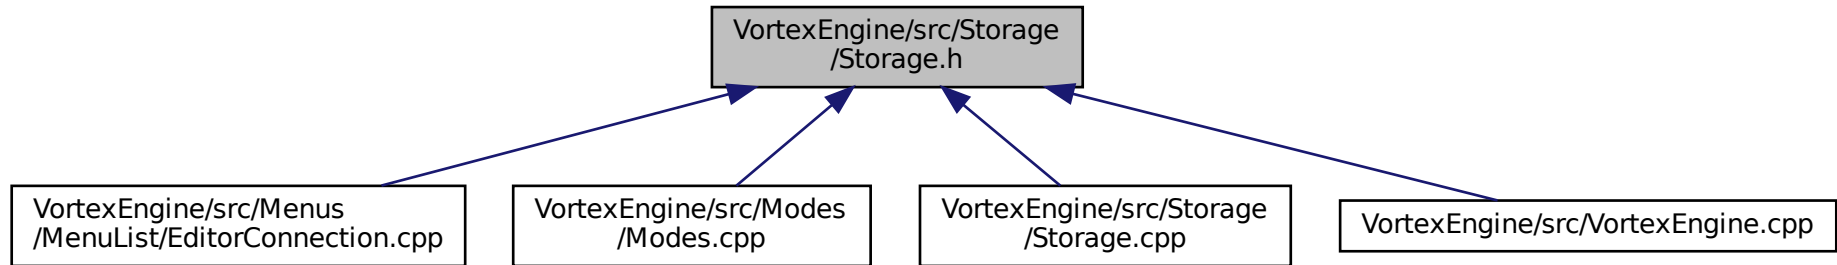 VortexEngine/src/Storage
/Storage.h
VortexEngine/src/Menus
/MenuList/EditorConnection.cpp
VortexEngine/src/Modes
/Modes.cpp
VortexEngine/src/Storage
/Storage.cpp
VortexEngine/src/VortexEngine.cpp